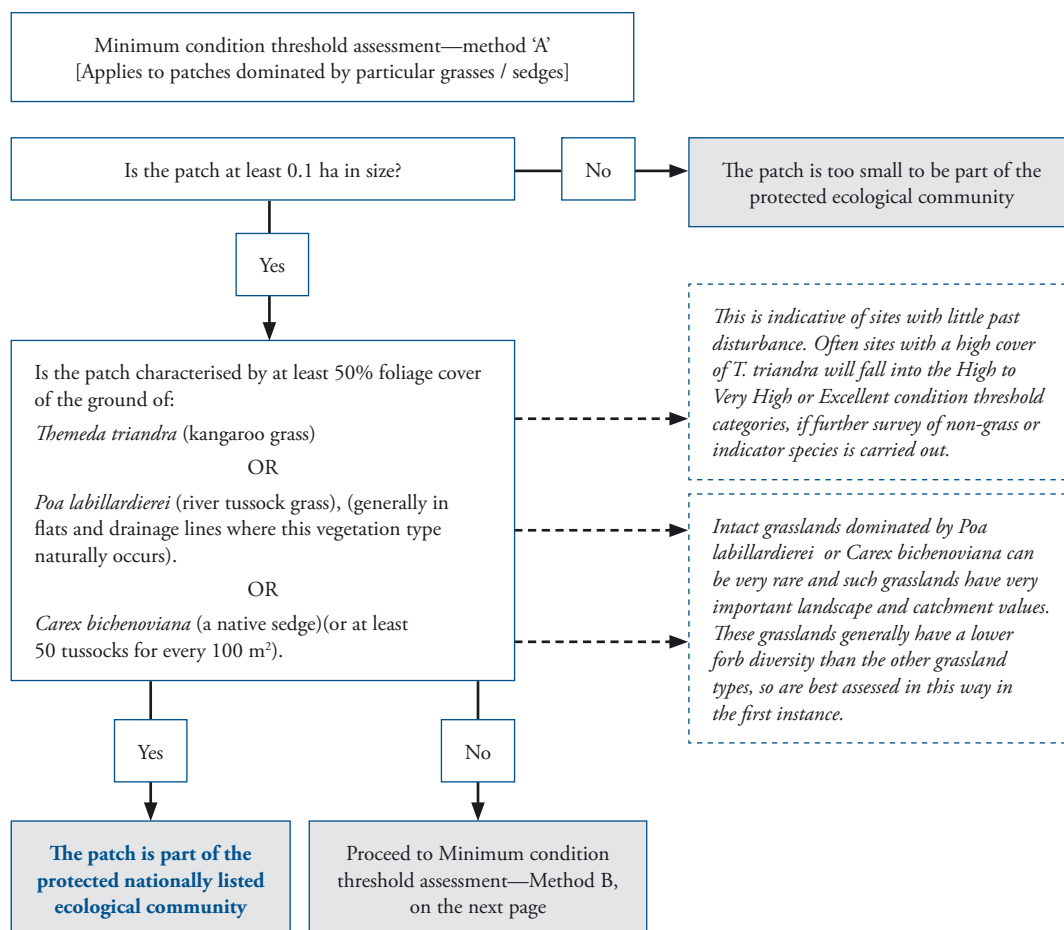 Minimum condition threshold assessment—method ‘A’
[Applies to patches dominated by particular grasses / sedges]
Is the patch at least 0.1 ha in size?
No
The patch is too small to be part of the
protected ecological community
Yes
Is the patch characterised by at least 50% foliage cover
of the ground of:
Themeda triandra (kangaroo grass)
OR
Poa labillardierei (river tussock grass), (generally in
flats and drainage lines where this vegetation type
naturally occurs).
OR
Carex bichenoviana (a native sedge)(or at least
50 tussocks for every 100 m²).
This is indicative of sites with little past
disturbance. Often sites with a high cover
of T. triandra will fall into the High to
Very High or Excellent condition threshold
categories, if further survey of non-grass or
indicator species is carried out.
Intact grasslands dominated by Poa
labillardierei or Carex bichenoviana can
be very rare and such grasslands have very
important landscape and catchment values.
These grasslands generally have a lower
forb diversity than the other grassland
types, so are best assessed in this way in
the first instance.
Yes
No
The patch is part of the
protected nationally listed
ecological community
Proceed to Minimum condition
threshold assessment—Method B,
on the next page